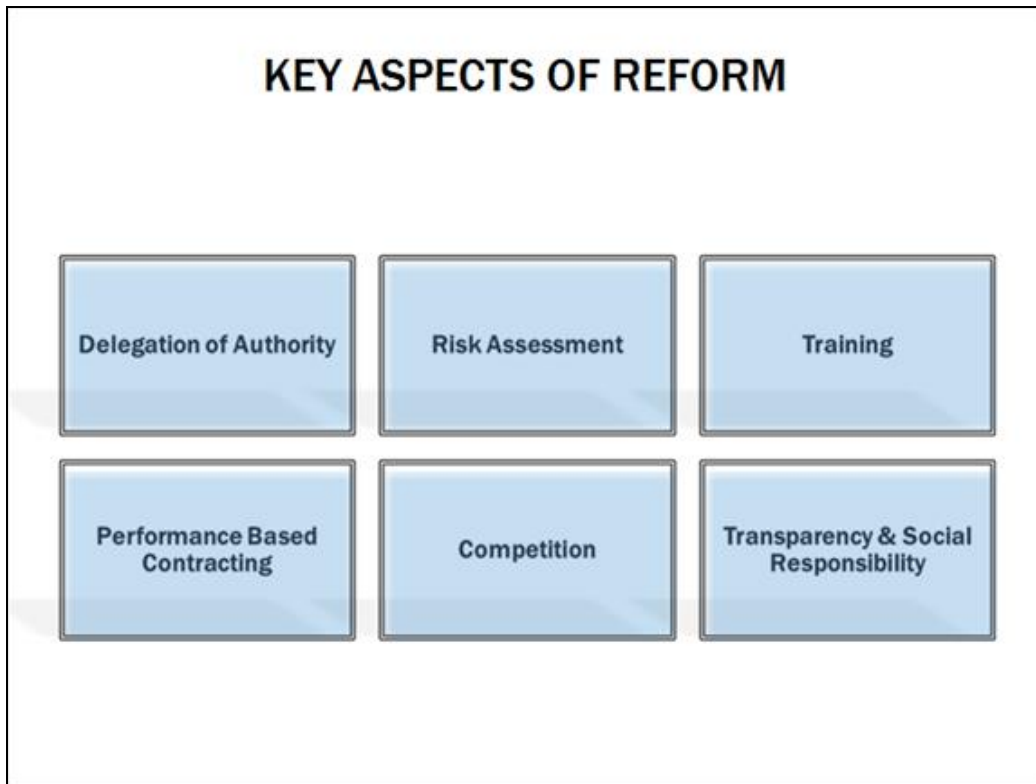 KEY ASPECTS OF REFORM
Delegation of Authority
Risk Assessment
Training
Performance Based
Contracting
Competition
Transparency & Social
Responsibility